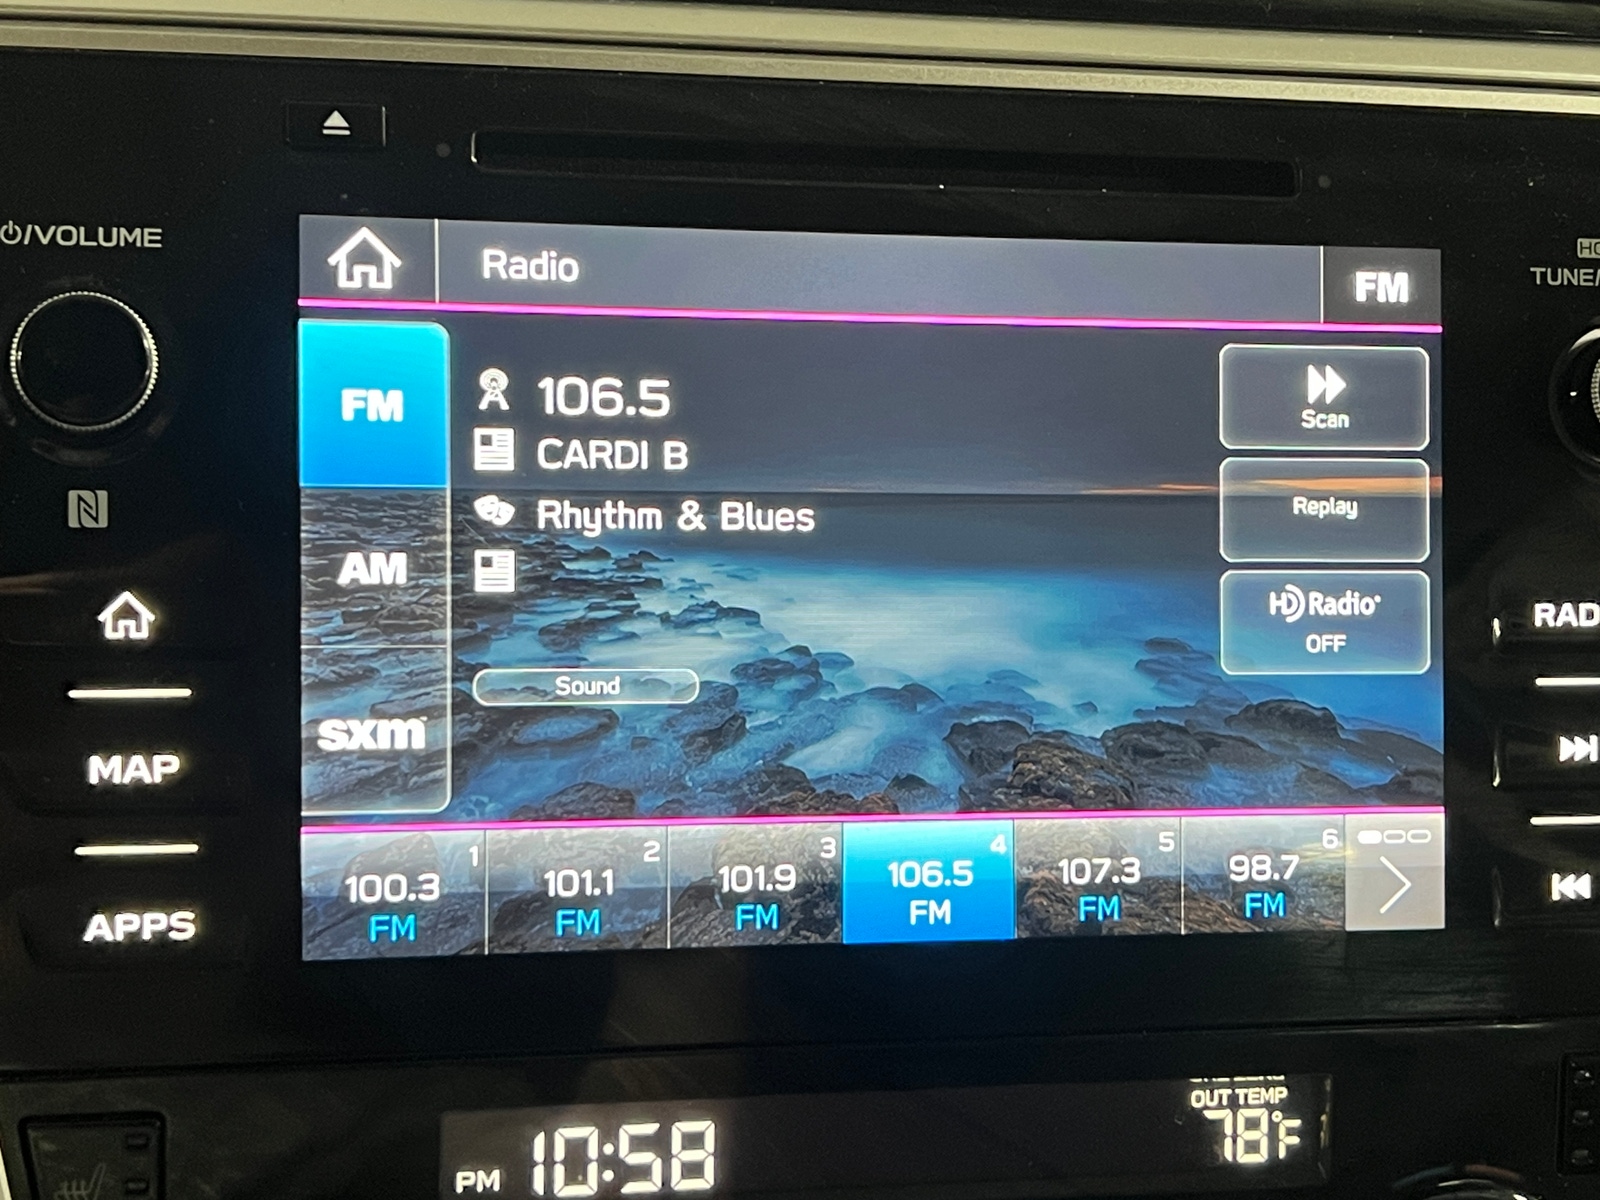 ⏻/VOLUME
TUNE/
Radio
FM
FM
AM
sxm
106.5
CARDI B
Rhythm & Blues
Sound
Scan
Replay
HD Radio
OFF
MAP
APPS
RAD
1
100.3
FM
2
101.1
FM
3
101.9
FM
4
106.5
FM
5
107.3
FM
6
98.7
FM
OUT TEMP
78°F
PM 10:58